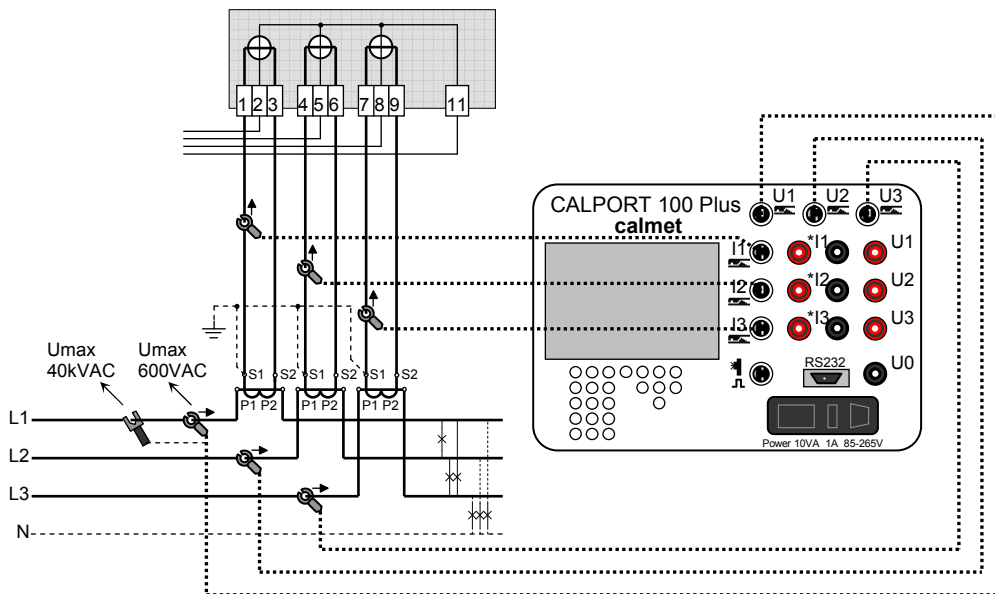 1 2 3 4 5 6 7 8 9 11
U1 U2 U3
CALPORT 100 Plus
calmet
I1 *I1 U1
I2 *I2 U2
I3 *I3 U3
RS232 U0
Power 10VA 1A 85-265V
Umax
40kVAC
Umax
600VAC
S1 S2 S1 S2 S1 S2
P1 P2 P1 P2 P1 P2
L1
L2
L3
N